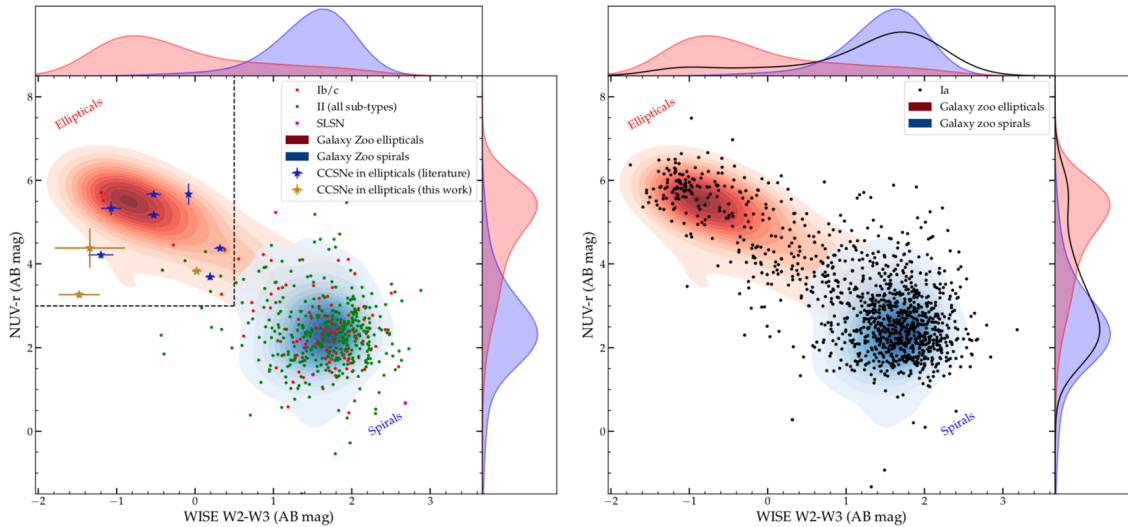 8
6
4
2
0
NUV-r (AB mag)
Ellipticals
Ib/c
II (all sub-types)
SLSN
Galaxy Zoo ellipticals
Galaxy Zoo spirals
CCSNe in ellipticals (literature)
CCSNe in ellipticals (this work)
Spirals
-2 -1 0 1 2 3
WISE W2-W3 (AB mag)
8
6
4
2
0
NUV-r (AB mag)
Ellipticals
Ia
Galaxy zoo ellipticals
Galaxy zoo spirals
Spirals
-2 -1 0 1 2 3
WISE W2-W3 (AB mag)